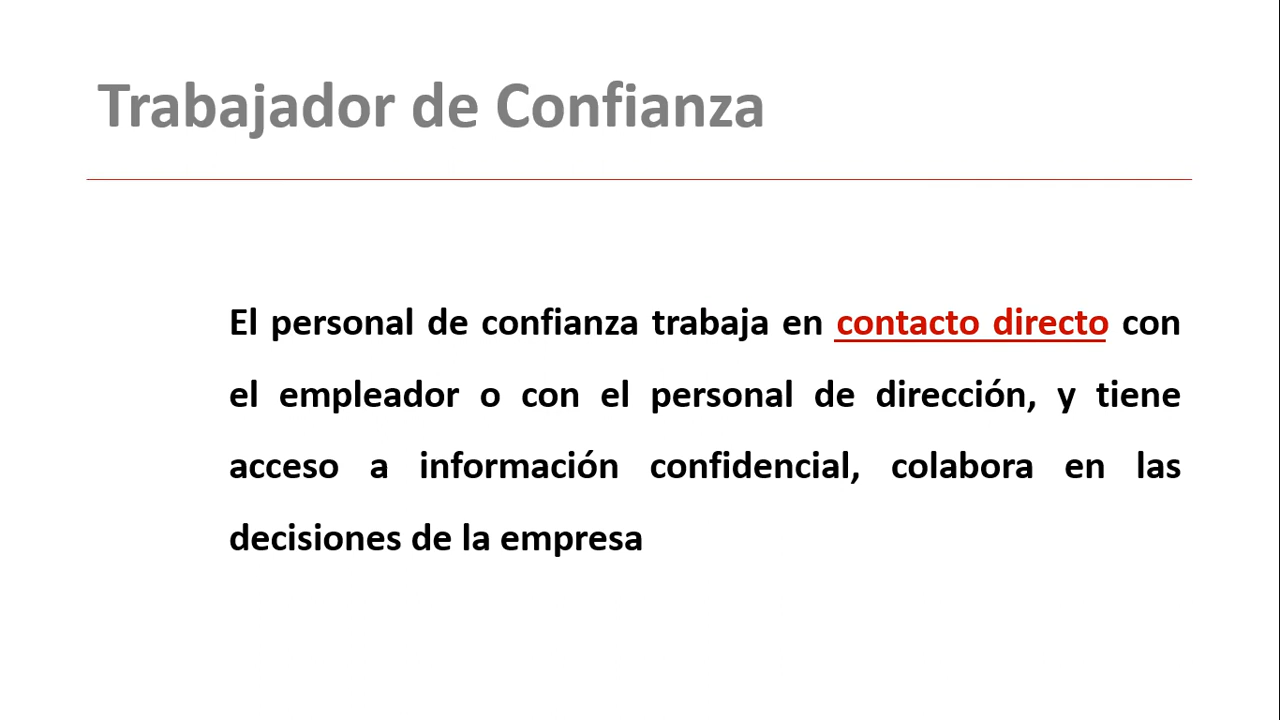 Trabajador de Confianza
El personal de confianza trabaja en contacto directo con
el empleador o con el personal de dirección, y tiene
acceso a información confidencial, colabora en las
decisiones de la empresa